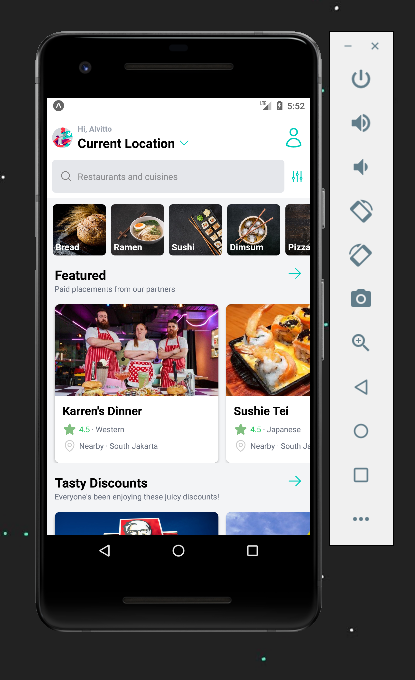 LTE 5:52
Hi, Alvitto
Current Location
Restaurants and cuisines
Bread
Ramen
Sushi
Dimsum
Pizza
Featured
Paid placements from our partners
Karren's Dinner
4.5 · Western
Nearby · South Jakarta
Sushie Tei
4.5 · Japanese
Nearby · South Ja
Tasty Discounts
Everyone's been enjoying these juicy discounts!